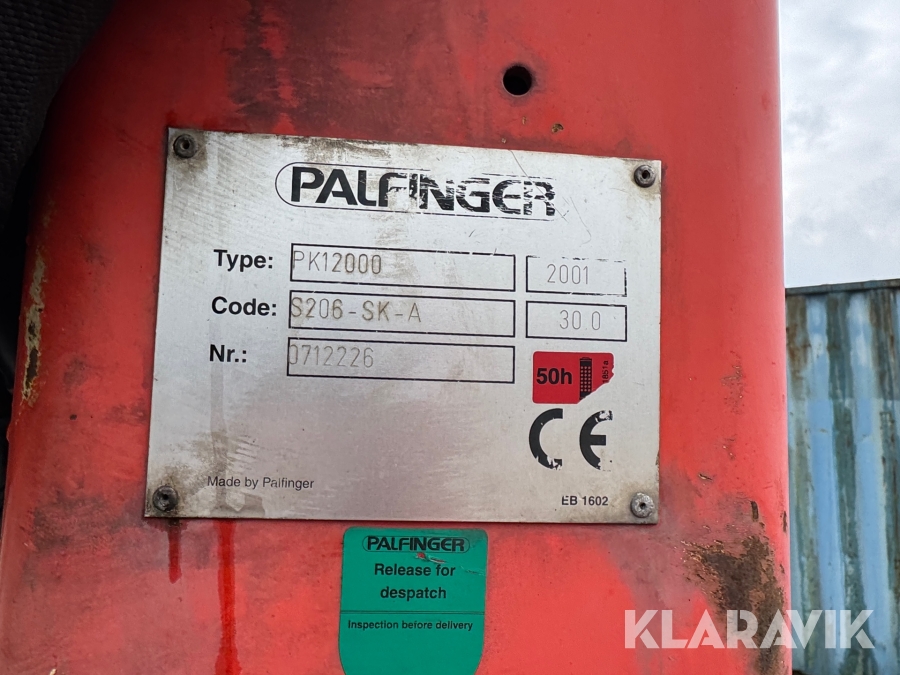 PALFINGER
Type: PK12000 2001
Code: S206-SK-A 30.0
Nr.: 0712226
50h
1851a
CE
Made by Palfinger
EB 1602
PALFINGER
Release for
despatch
Inspection before delivery
KLARAVIK